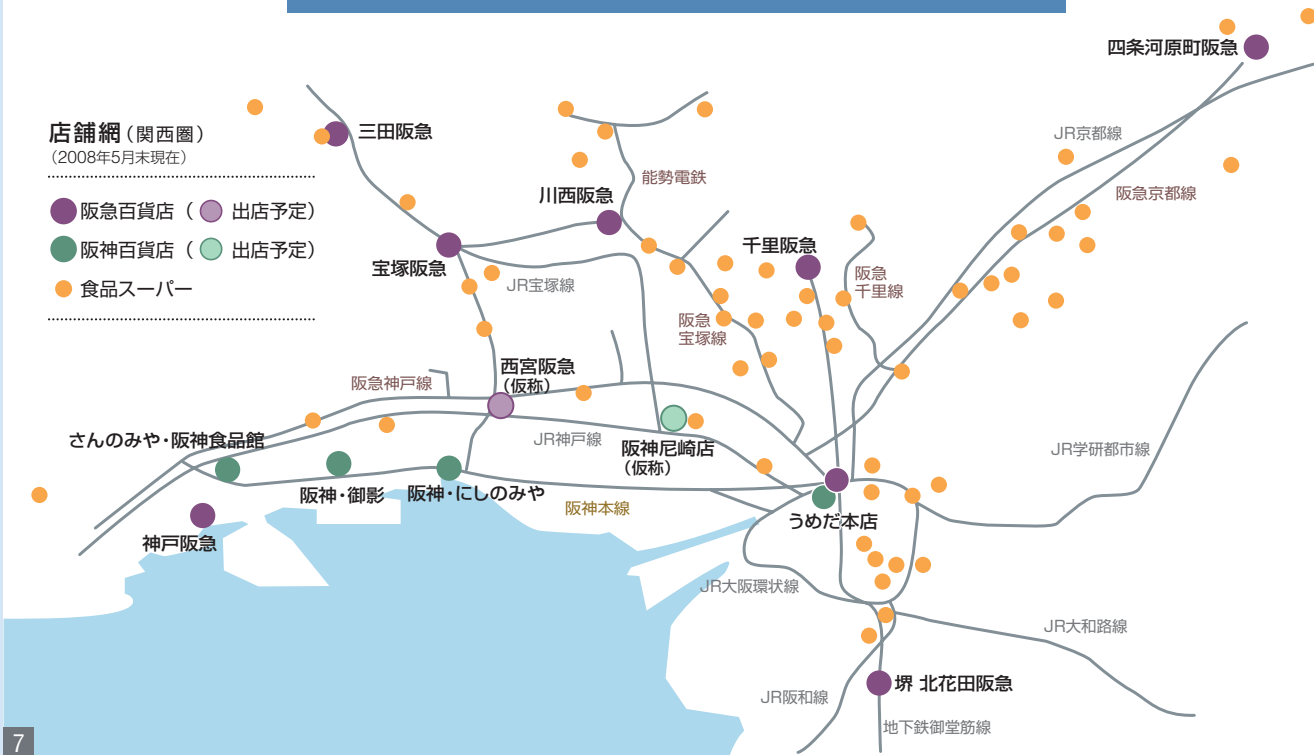 四条河原町阪急
店舗網(関西圏)
(2008年5月末現在)
阪急百貨店( 出店予定)
阪神百貨店( 出店予定)
食品スーパー
三田阪急
JR京都線
能勢電鉄
川西阪急
阪急京都線
千里阪急
宝塚阪急
JR宝塚線
阪急
千里線
阪急
宝塚線
西宮阪急
(仮称)
阪急神戸線
さんのみや・阪神食品館
JR神戸線
阪神尼崎店
(仮称)
JR学研都市線
阪神・御影
阪神・にしのみや
阪神本線
うめだ本店
神戸阪急
JR大阪環状線
JR大和路線
堺 北花田阪急
JR阪和線
地下鉄御堂筋線
7